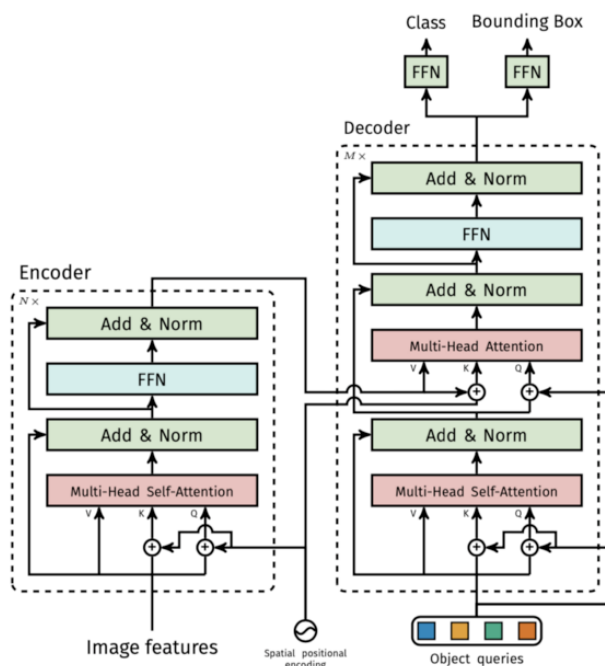 Class
Bounding Box
FFN
FFN
Decoder
M×
Add & Norm
FFN
Add & Norm
Multi-Head Attention
V
K
Q
Add & Norm
Multi-Head Self-Attention
V
K
Q
Object queries
Encoder
N×
Add & Norm
FFN
Add & Norm
Multi-Head Self-Attention
V
K
Q
Image features
Spatial positional
encoding